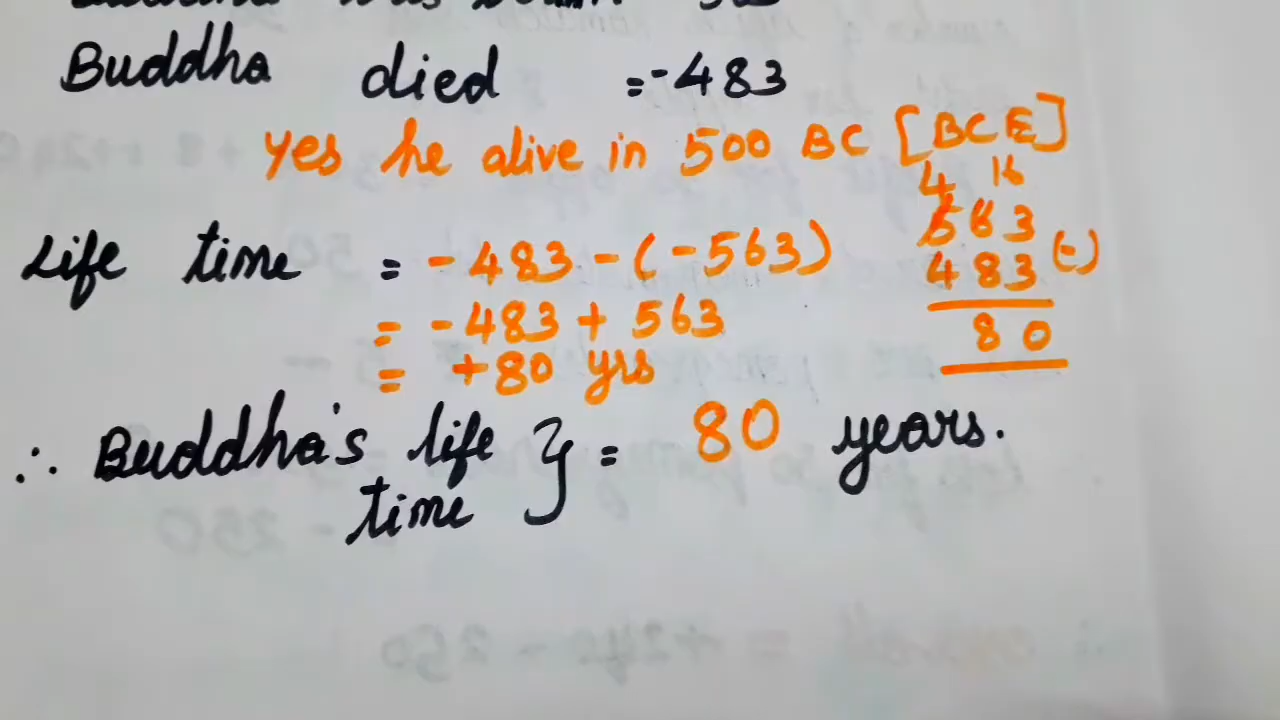 Buddha died = -483
Yes he alive in 500 BC [BCE]
Life time = -483 - (-563)
= -483 + 563
= +80 yrs
4 16
563
483 (-)
80
∴ Buddha's life time } = 80 years.